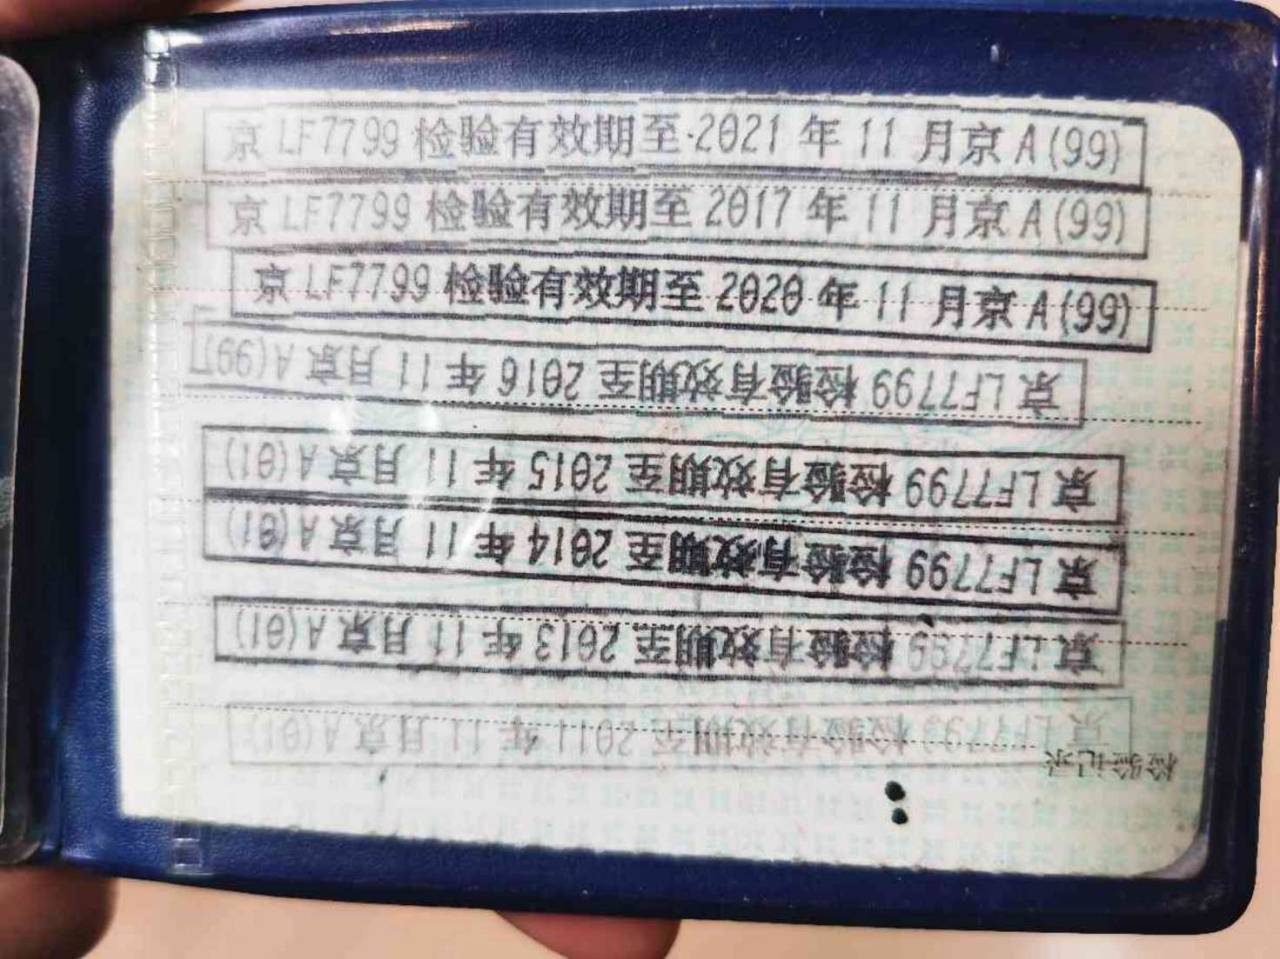 京 LF7799 检验有效期至 2021 年 11 月京 A(99)
京 LF7799 检验有效期至 2017 年 11 月京 A(99)
京 LF7799 检验有效期至 2020 年 11 月京 A(99)
京 LF7799 检验有效期至 2016 年 11 月京 A(99)
京 LF7799 检验有效期至 2015 年 11 月京 A(01)
京 LF7799 检验有效期至 2014 年 11 月京 A(01)
京 LF7799 检验有效期至 2013 年 11 月京 A(01)
京 LF7799 检验有效期至 2011 年 11 月京 A(01)
检验记录